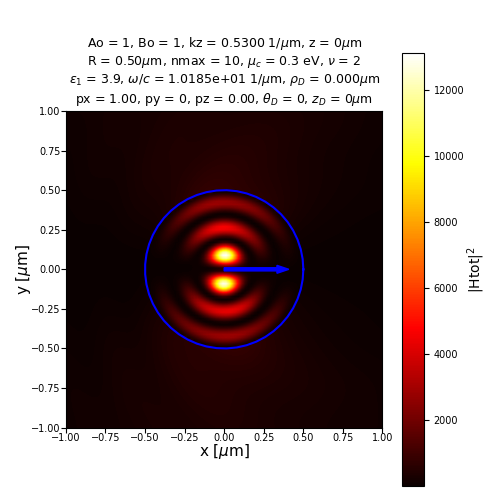 Ao = 1, Bo = 1, kz = 0.5300 1/μm, z = 0μm
R = 0.50μm, nmax = 10, μc = 0.3 eV, ν = 2
ε1 = 3.9, ω/c = 1.0185e+01 1/μm, ρD = 0.000μm
px = 1.00, py = 0, pz = 0.00, θD = 0, zD = 0μm
1.00
0.75
0.50
0.25
0.00
−0.25
−0.50
−0.75
−1.00
y [μm]
−1.00 −0.75 −0.50 −0.25 0.00 0.25 0.50 0.75 1.00
x [μm]
12000
10000
8000
6000
4000
2000
|Htot|²